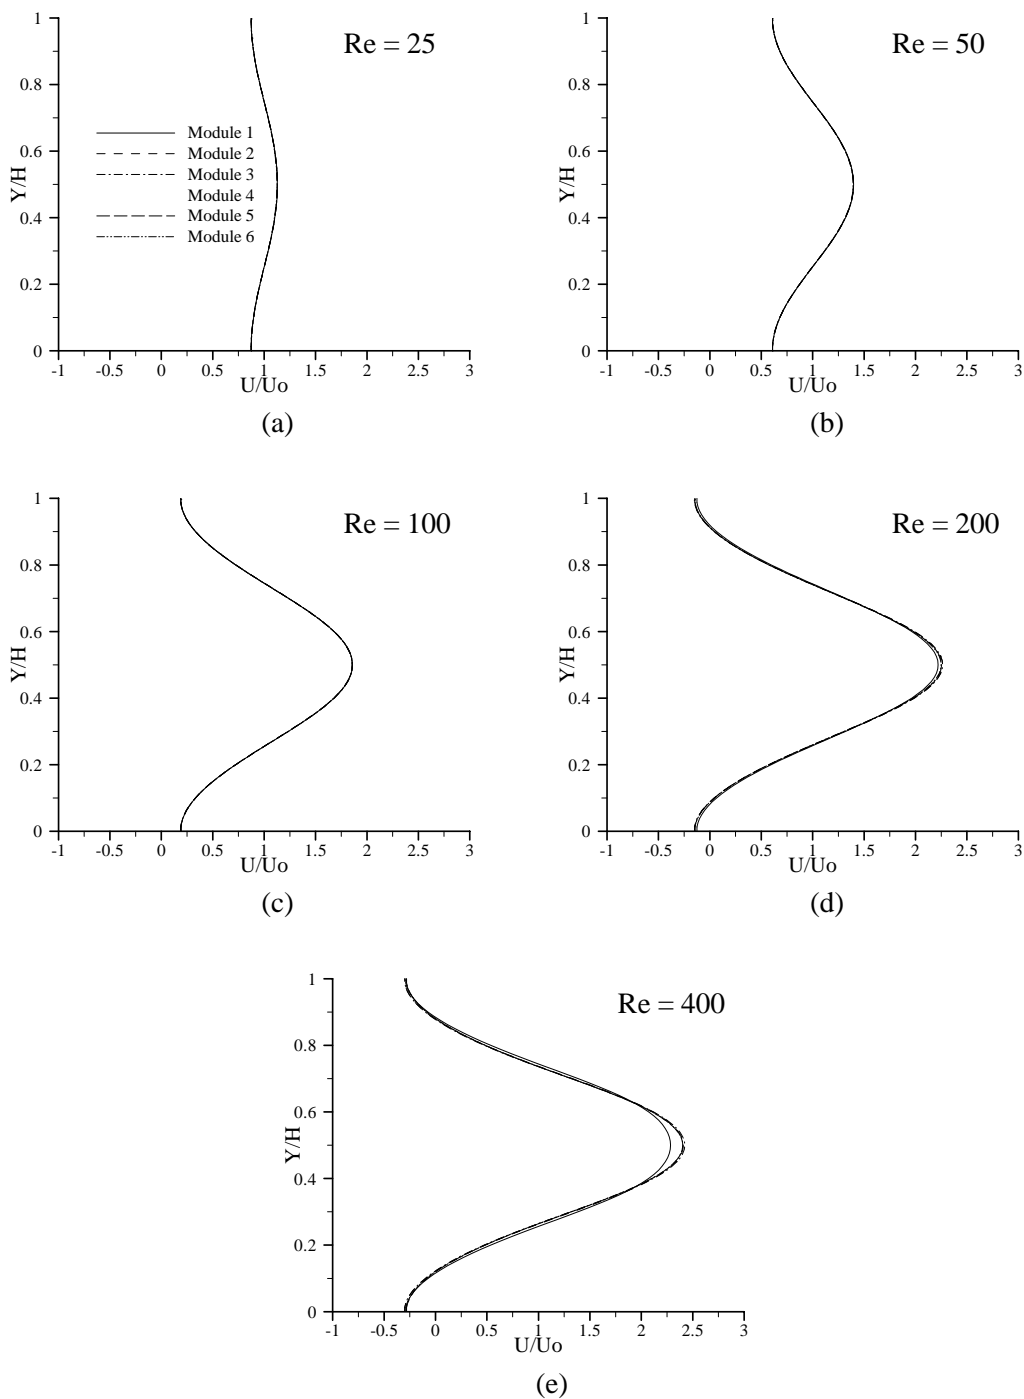 1
0.8
0.6
0.4
0.2
0
Y/H
Re = 25
Module 1
Module 2
Module 3
Module 4
Module 5
Module 6
-1 -0.5 0 0.5 1 1.5 2 2.5 3
U/Uo
(a)
1
0.8
0.6
0.4
0.2
0
Y/H
Re = 50
-1 -0.5 0 0.5 1 1.5 2 2.5 3
U/Uo
(b)
1
0.8
0.6
0.4
0.2
0
Y/H
Re = 100
-1 -0.5 0 0.5 1 1.5 2 2.5 3
U/Uo
(c)
1
0.8
0.6
0.4
0.2
0
Y/H
Re = 200
-1 -0.5 0 0.5 1 1.5 2 2.5 3
U/Uo
(d)
1
0.8
0.6
0.4
0.2
0
Y/H
Re = 400
-1 -0.5 0 0.5 1 1.5 2 2.5 3
U/Uo
(e)